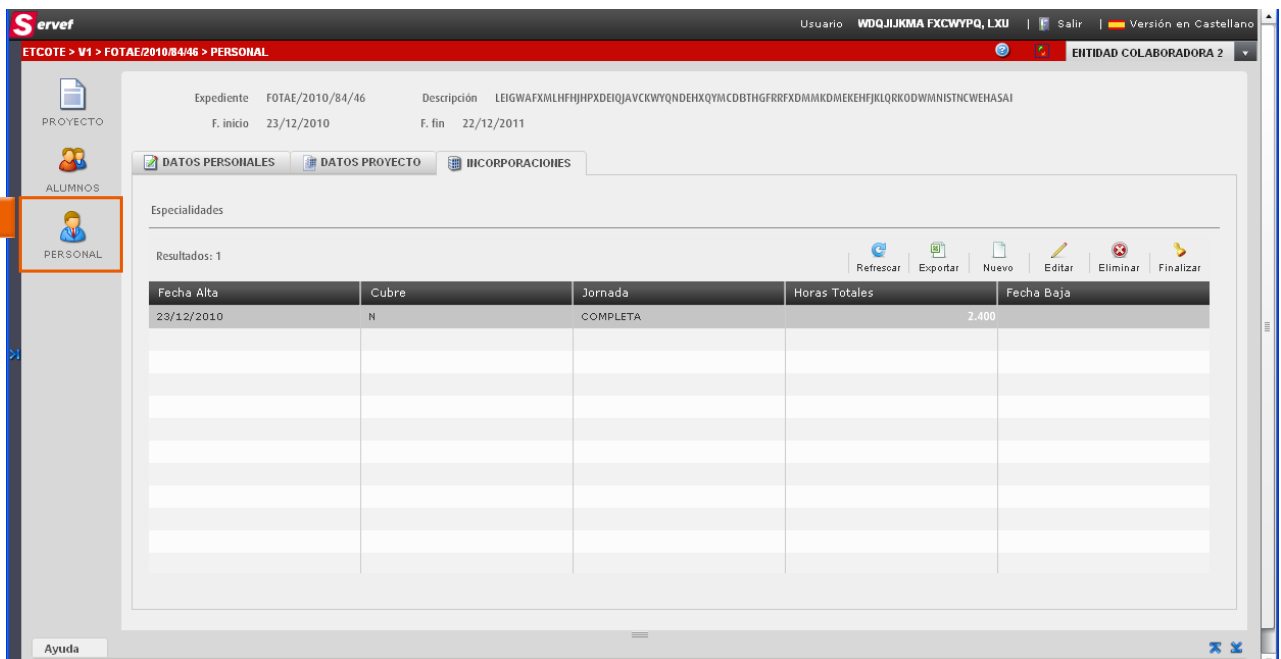 Servef Usuario WDQJIJKMA FXCWYPQ, LXU | Salir | Versión en Castellano
ETCOTE > V1 > FOTAE/2010/84/46 > PERSONAL ENTIDAD COLABORADORA 2
PROYECTO
ALUMNOS
PERSONAL
Expediente FOTAE/2010/84/46 Descripción LEIGWAFXMLHFHJHPXDEIQJAVCKWYQNDEHXQYMCDBTHGFRRFXDMMKDMEKEHFJKLQRKODWMNISTNCWEHASAI
F. inicio 23/12/2010 F. fin 22/12/2011
DATOS PERSONALES DATOS PROYECTO INCORPORACIONES
Especialidades
Resultados: 1 Refrescar Exportar Nuevo Editar Eliminar Finalizar
Fecha Alta Cubre Jornada Horas Totales Fecha Baja
23/12/2010 N COMPLETA 2.400
Ayuda